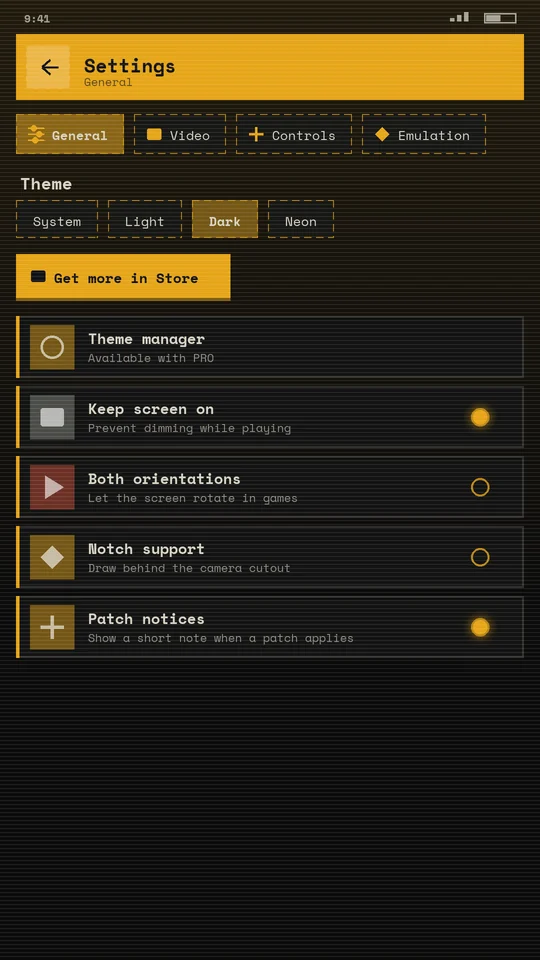 9:41
Settings
General
General
Video
Controls
Emulation
Theme
System
Light
Dark
Neon
Get more in Store
Theme manager
Available with PRO
Keep screen on
Prevent dimming while playing
Both orientations
Let the screen rotate in games
Notch support
Draw behind the camera cutout
Patch notices
Show a short note when a patch applies